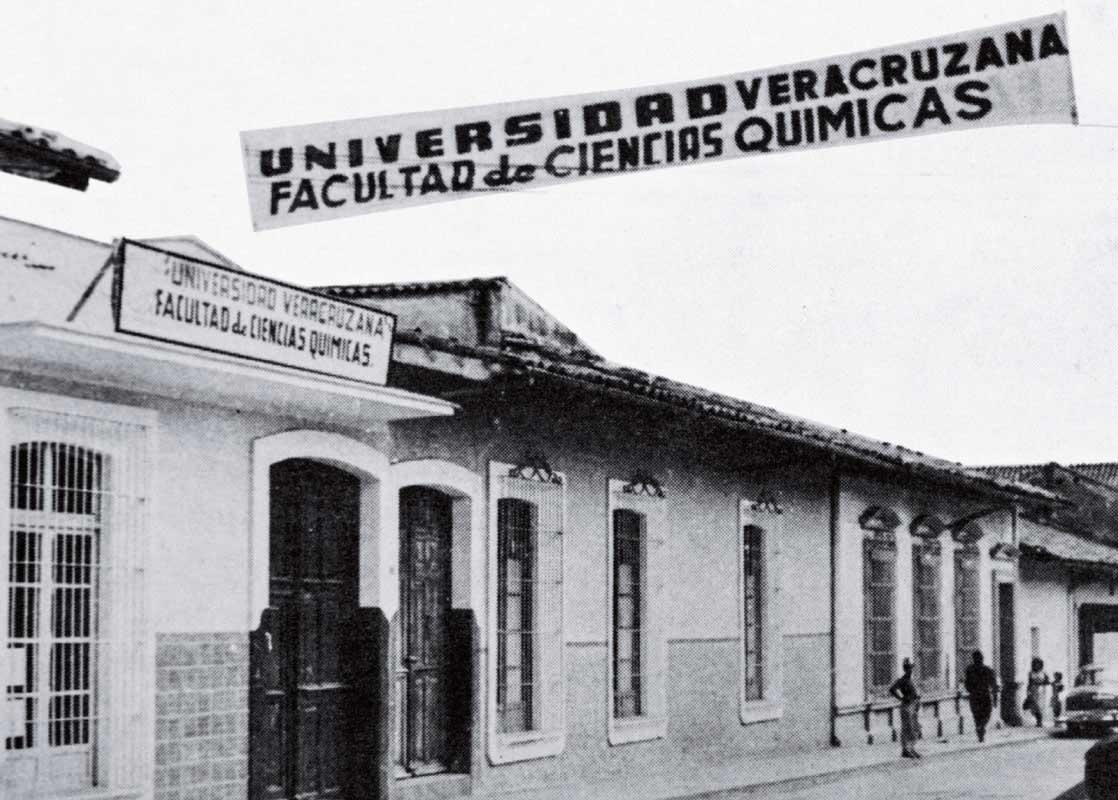 UNIVERSIDAD VERACRUZANA
FACULTAD de CIENCIAS QUIMICAS
UNIVERSIDAD VERACRUZANA
FACULTAD de CIENCIAS QUIMICAS